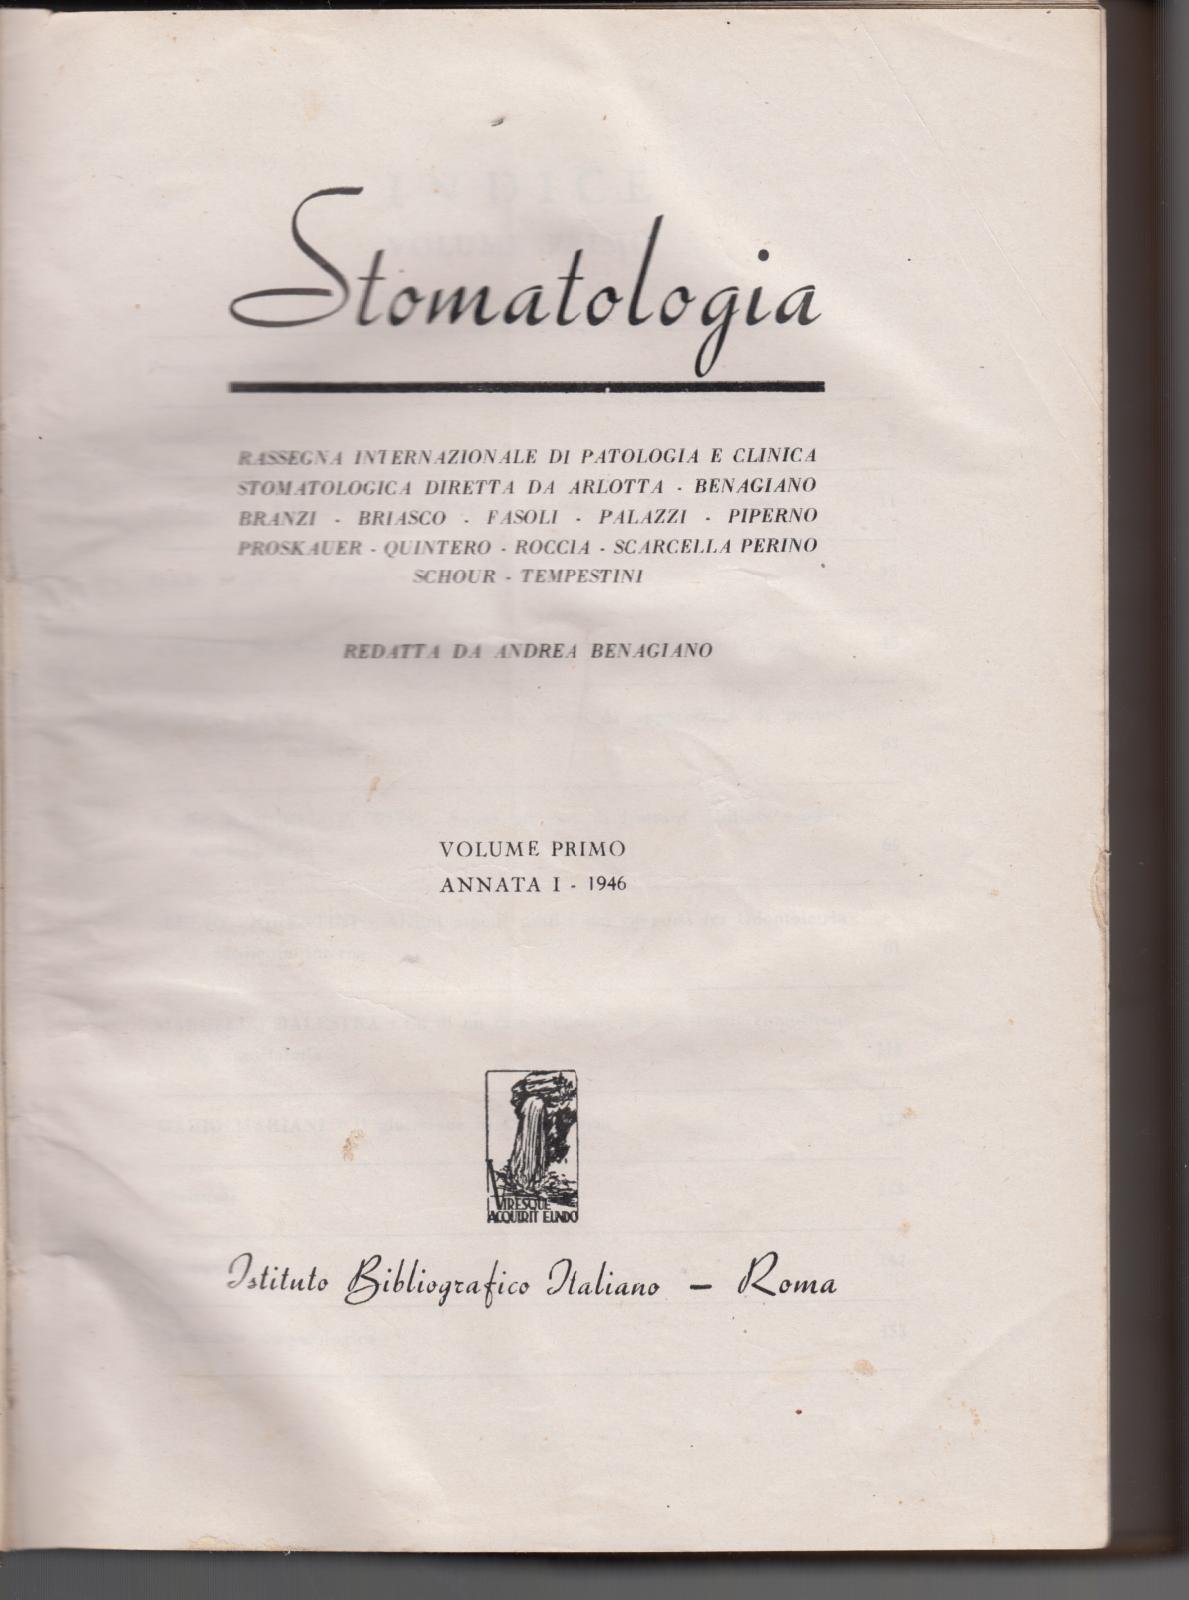 Stomatologia
RASSEGNA INTERNAZIONALE DI PATOLOGIA E CLINICA
STOMATOLOGICA DIRETTA DA ARLOTTA - BENAGIANO
BRANZI - BRIASCO - FASOLI - PALAZZI - PIPERNO
PROSKAUER - QUINTERO - ROCCIA - SCARCELLA PERINO
SCHOUR - TEMPESTINI
REDATTA DA ANDREA BENAGIANO
VOLUME PRIMO
ANNATA I - 1946
VIRESQUE
ACQUIRIT EUNDO
Istituto Bibliografico Italiano — Roma